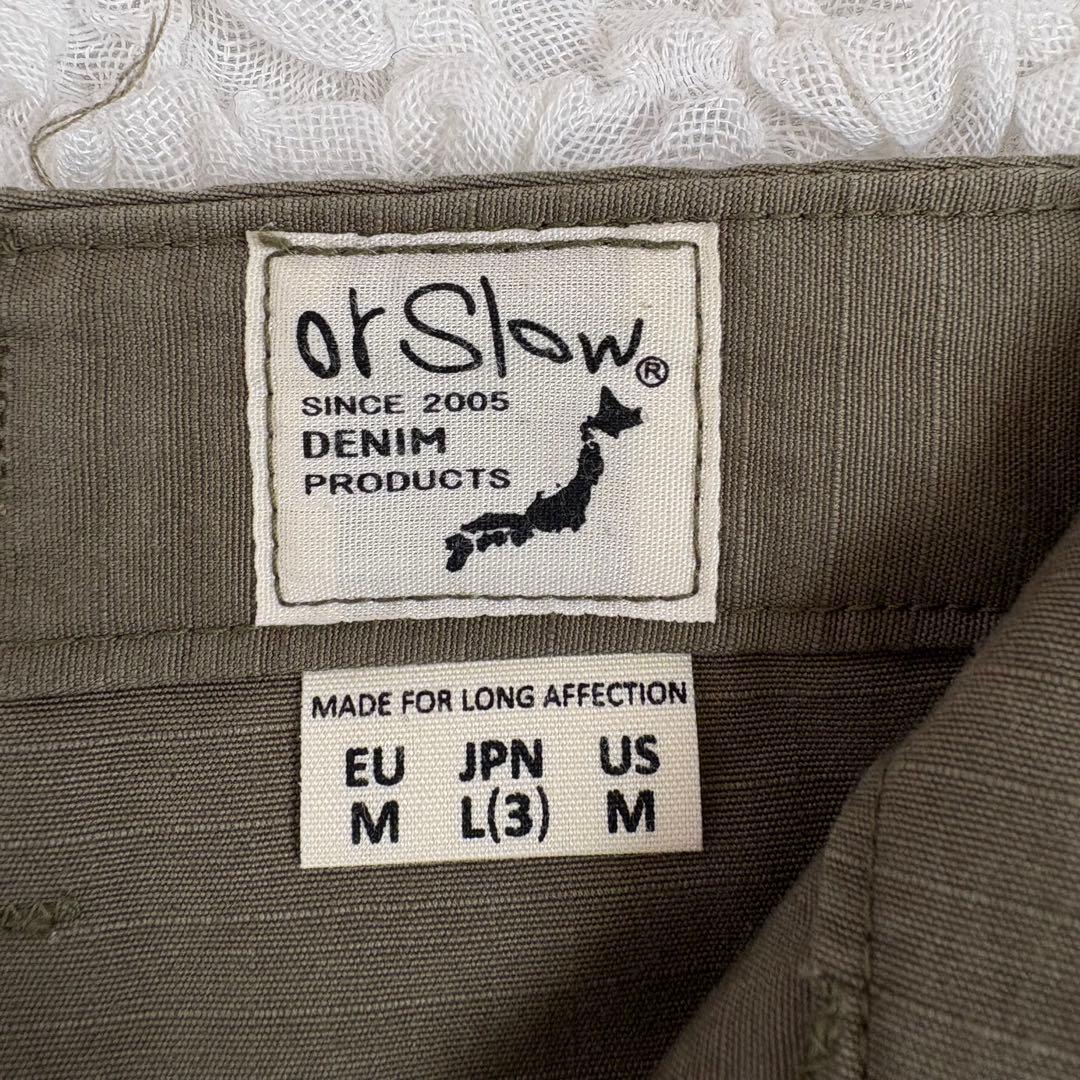 orSlow®
SINCE 2005
DENIM
PRODUCTS
MADE FOR LONG AFFECTION
EU JPN US
M L(3) M